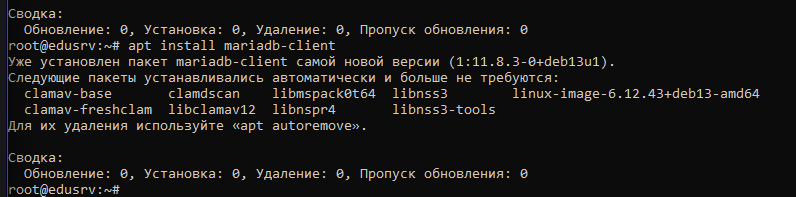 Сводка:
Обновление: 0, Установка: 0, Удаление: 0, Пропуск обновления: 0
root@edusrv:~# apt install mariadb-client
Уже установлен пакет mariadb-client самой новой версии (1:11.8.3-0+deb13u1).
Следующие пакеты устанавливались автоматически и больше не требуются:
clamav-base clamdscan libmspack0t64 libnss3 linux-image-6.12.43+deb13-amd64
clamav-freshclam libclamav12 libnspr4 libnss3-tools
Для их удаления используйте «apt autoremove».
Сводка:
Обновление: 0, Установка: 0, Удаление: 0, Пропуск обновления: 0
root@edusrv:~#